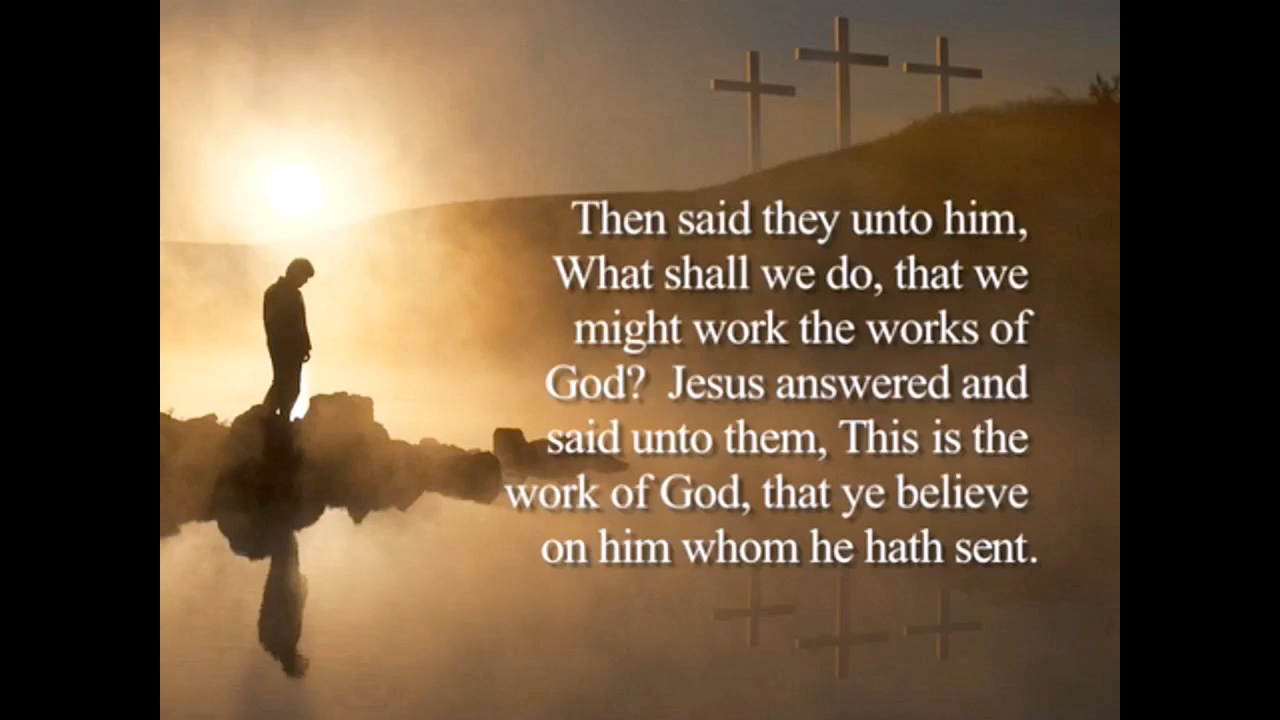 Then said they unto him,
What shall we do, that we
might work the works of
God?  Jesus answered and
said unto them, This is the
work of God, that ye believe
on him whom he hath sent.